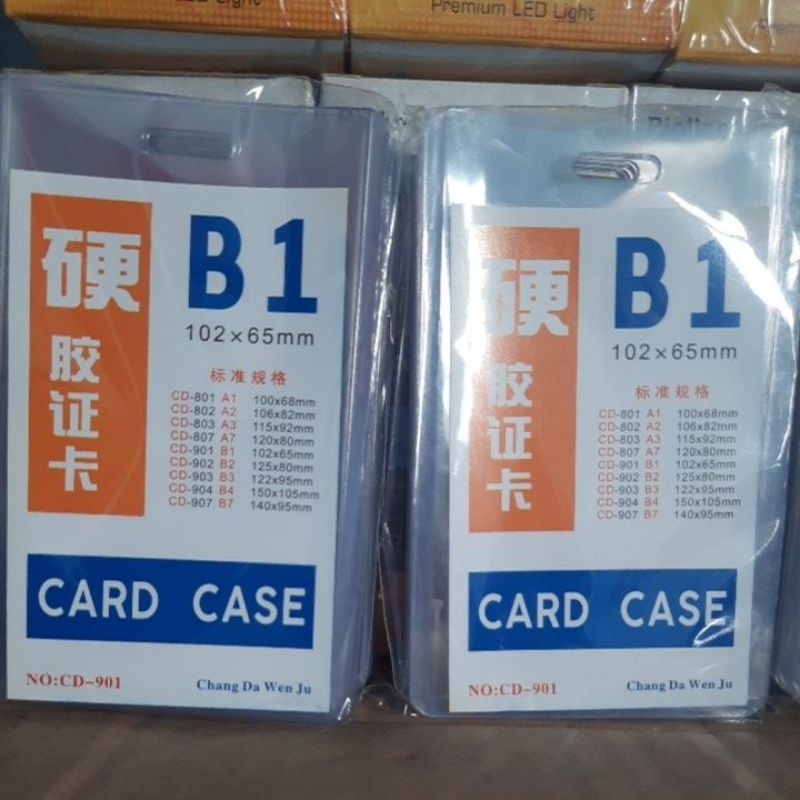 Light
Premium LED Light
硬
胶
证
卡
B1
102×65mm
标准规格
CD-801 A1 100x68mm
CD-802 A2 106x82mm
CD-803 A3 115x92mm
CD-807 A7 120x80mm
CD-901 B1 102x65mm
CD-902 B2 125x80mm
CD-903 B3 122x95mm
CD-904 B4 150x105mm
CD-907 B7 140x95mm
CARD CASE
NO:CD-901
Chang Da Wen Ju
硬
胶
证
卡
B1
102×65mm
标准规格
CD-801 A1 100x68mm
CD-802 A2 106x82mm
CD-803 A3 115x92mm
CD-807 A7 120x80mm
CD-901 B1 102x65mm
CD-902 B2 125x80mm
CD-903 B3 122x95mm
CD-904 B4 150x105mm
CD-907 B7 140x95mm
CARD CASE
NO:CD-901
Chang Da Wen Ju